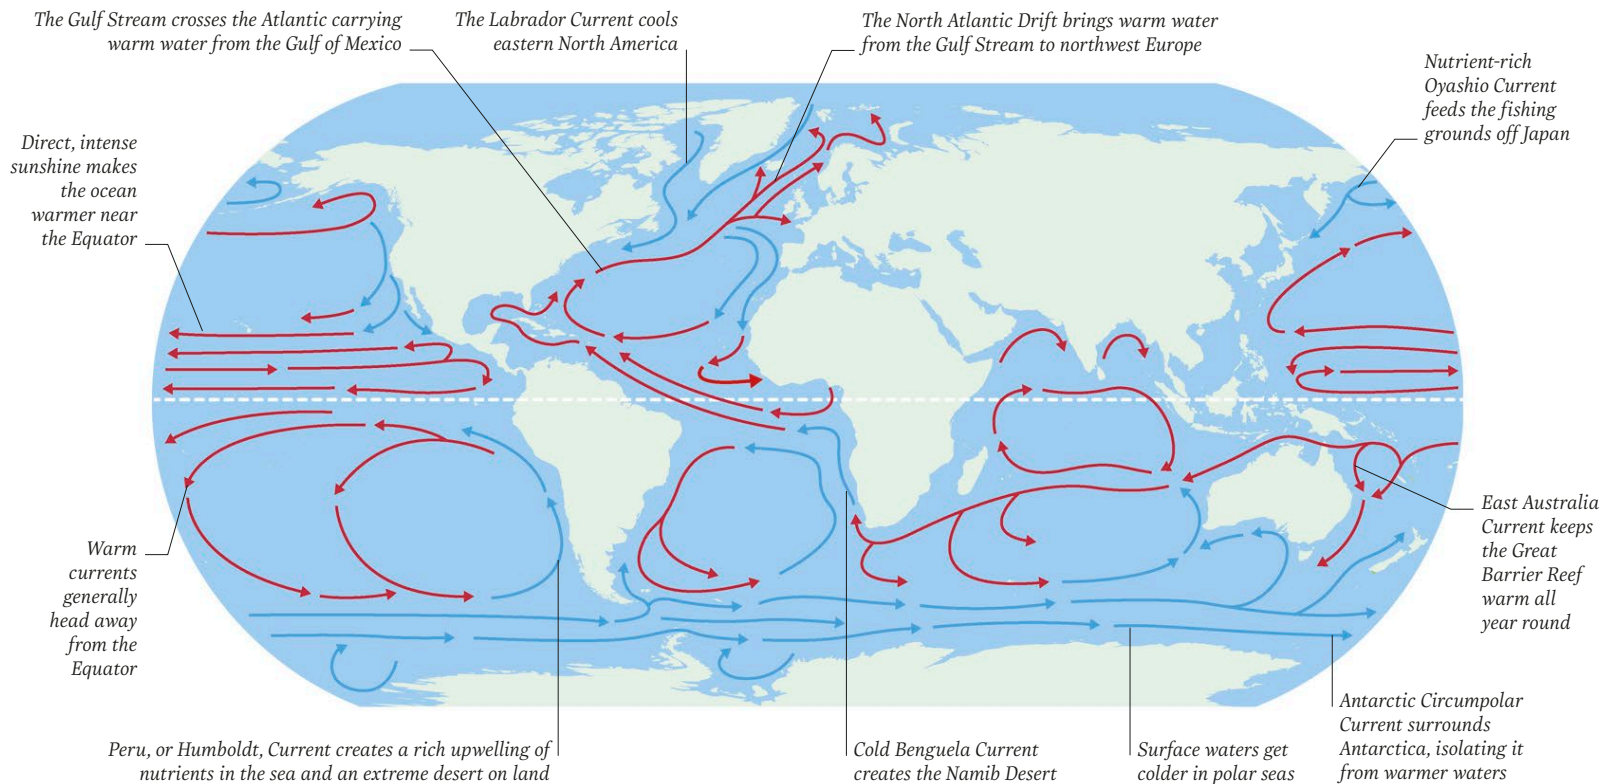 The Gulf Stream crosses the Atlantic carrying
warm water from the Gulf of Mexico
The Labrador Current cools
eastern North America
The North Atlantic Drift brings warm water
from the Gulf Stream to northwest Europe
Nutrient-rich
Oyashio Current
feeds the fishing
grounds off Japan
Direct, intense
sunshine makes
the ocean
warmer near
the Equator
Warm
currents
generally
head away
from the
Equator
East Australia
Current keeps
the Great
Barrier Reef
warm all
year round
Peru, or Humboldt, Current creates a rich upwelling of
nutrients in the sea and an extreme desert on land
Cold Benguela Current
creates the Namib Desert
Surface waters get
colder in polar seas
Antarctic Circumpolar
Current surrounds
Antarctica, isolating it
from warmer waters